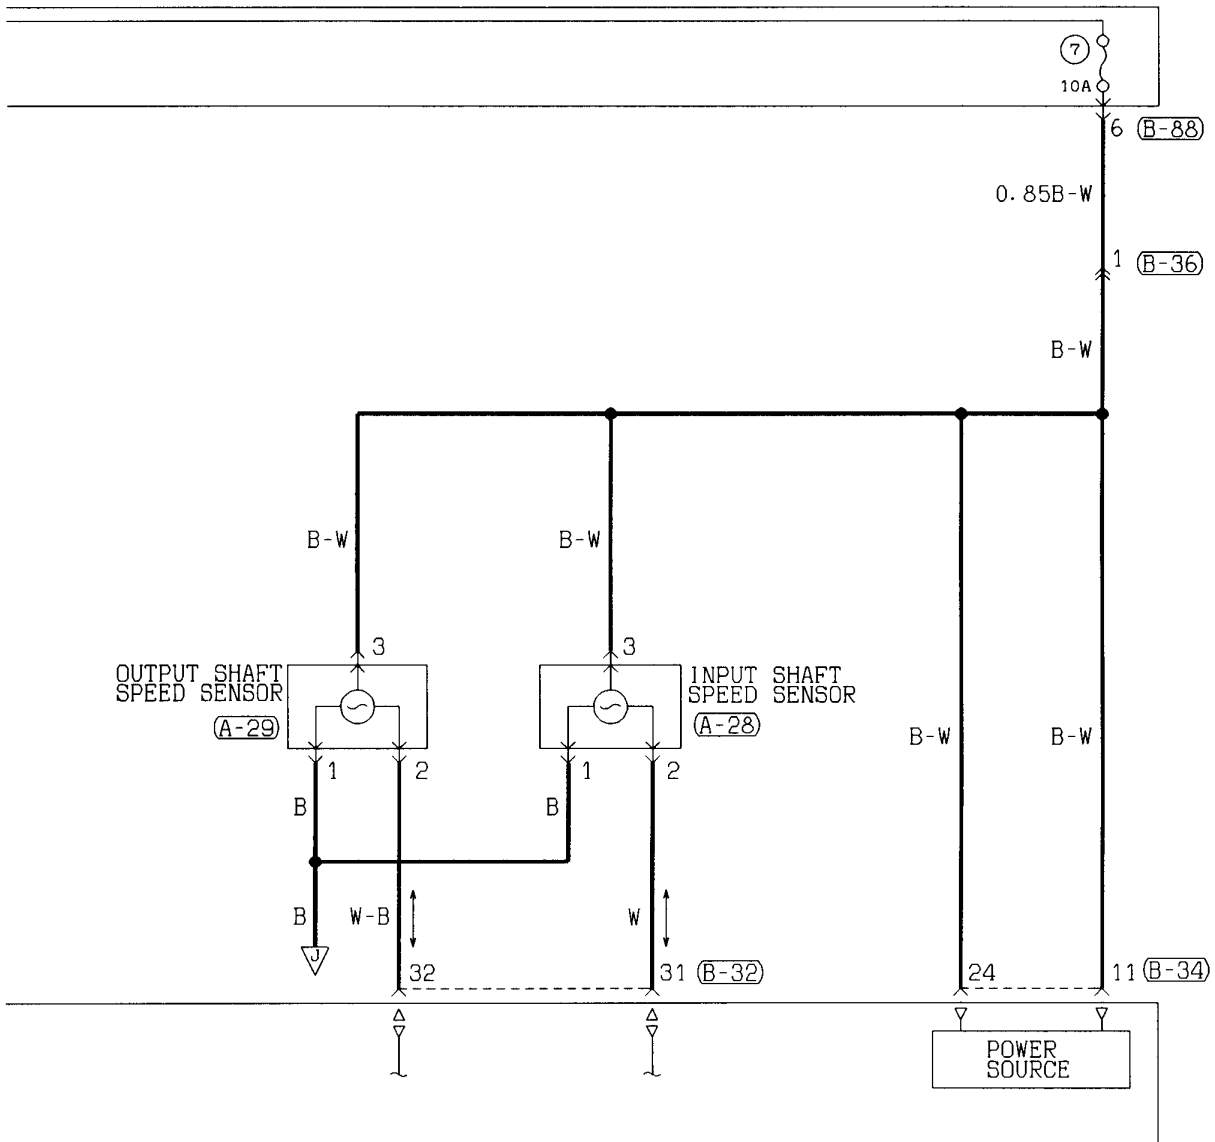 7
10A
6 B-88
0.85B-W
1 B-36
B-W
B-W
B-W
3
3
OUTPUT SHAFT
SPEED SENSOR
A-29
INPUT SHAFT
SPEED SENSOR
A-28
B-W
B-W
1
2
1
2
B
B
B
W-B
W
J
32
31 B-32
24
11 B-34
POWER
SOURCE